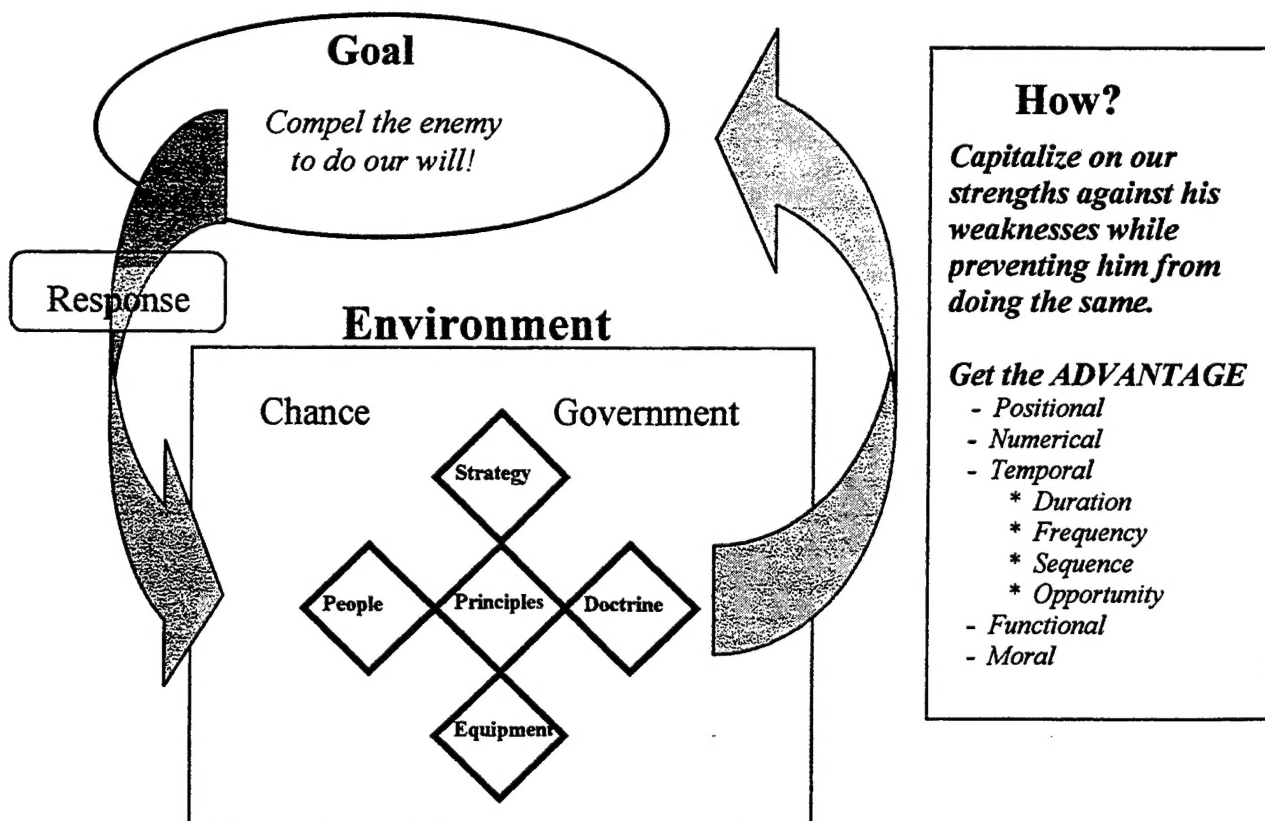 Goal
Compel the enemy
to do our will!
Response
Environment
Chance
Government
Strategy
People
Principles
Doctrine
Equipment
How?
Capitalize on our
strengths against his
weaknesses while
preventing him from
doing the same.
Get the ADVANTAGE
- Positional
- Numerical
- Temporal
* Duration
* Frequency
* Sequence
* Opportunity
- Functional
- Moral